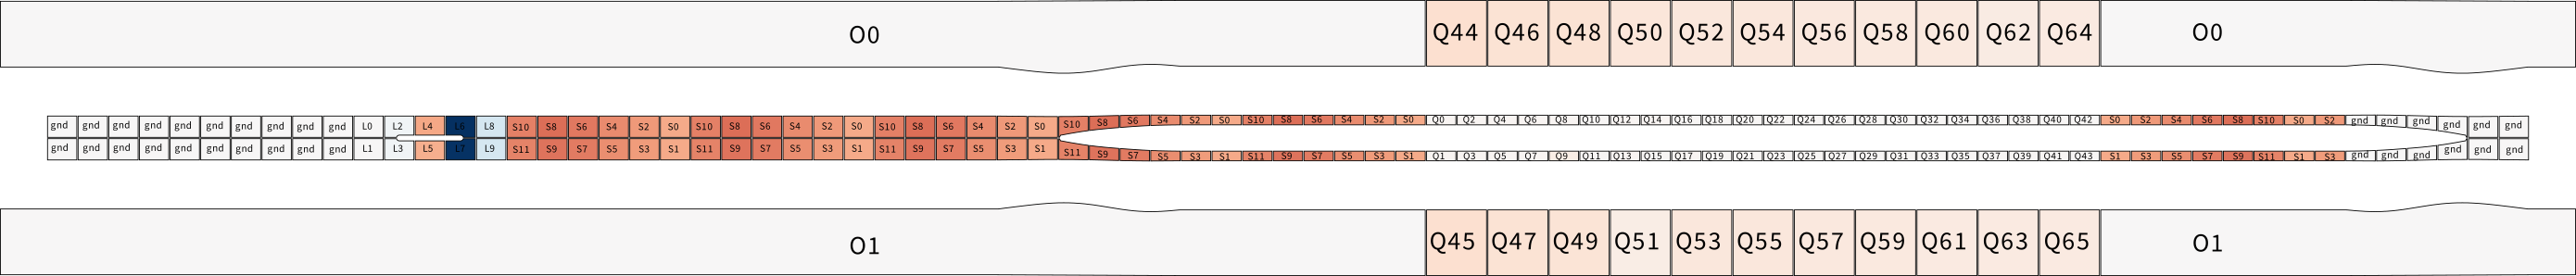 O0 Q44 Q46 Q48 Q50 Q52 Q54 Q56 Q58 Q60 Q62 Q64 O0
gnd gnd gnd gnd gnd gnd gnd gnd gnd gnd L0 L2 L4 L6 L8 S10 S8 S6 S4 S2 S0 S10 S8 S6 S4 S2 S0 S10 S8 S6 S4 S2 S0 S10 S8 S6 S4 S2 S0 S10 S8 S6 S4 S2 S0 Q0 Q2 Q4 Q6 Q8 Q10 Q12 Q14 Q16 Q18 Q20 Q22 Q24 Q26 Q28 Q30 Q32 Q34 Q36 Q38 Q40 Q42 S0 S2 S4 S6 S8 S10 S0 S2 gnd gnd gnd gnd gnd gnd
gnd gnd gnd gnd gnd gnd gnd gnd gnd gnd L1 L3 L5 L7 L9 S11 S9 S7 S5 S3 S1 S11 S9 S7 S5 S3 S1 S11 S9 S7 S5 S3 S1 S11 S9 S7 S5 S3 S1 S11 S9 S7 S5 S3 S1 Q1 Q3 Q5 Q7 Q9 Q11 Q13 Q15 Q17 Q19 Q21 Q23 Q25 Q27 Q29 Q31 Q33 Q35 Q37 Q39 Q41 Q43 S1 S3 S5 S7 S9 S11 S1 S3 gnd gnd gnd gnd gnd gnd
O1 Q45 Q47 Q49 Q51 Q53 Q55 Q57 Q59 Q61 Q63 Q65 O1